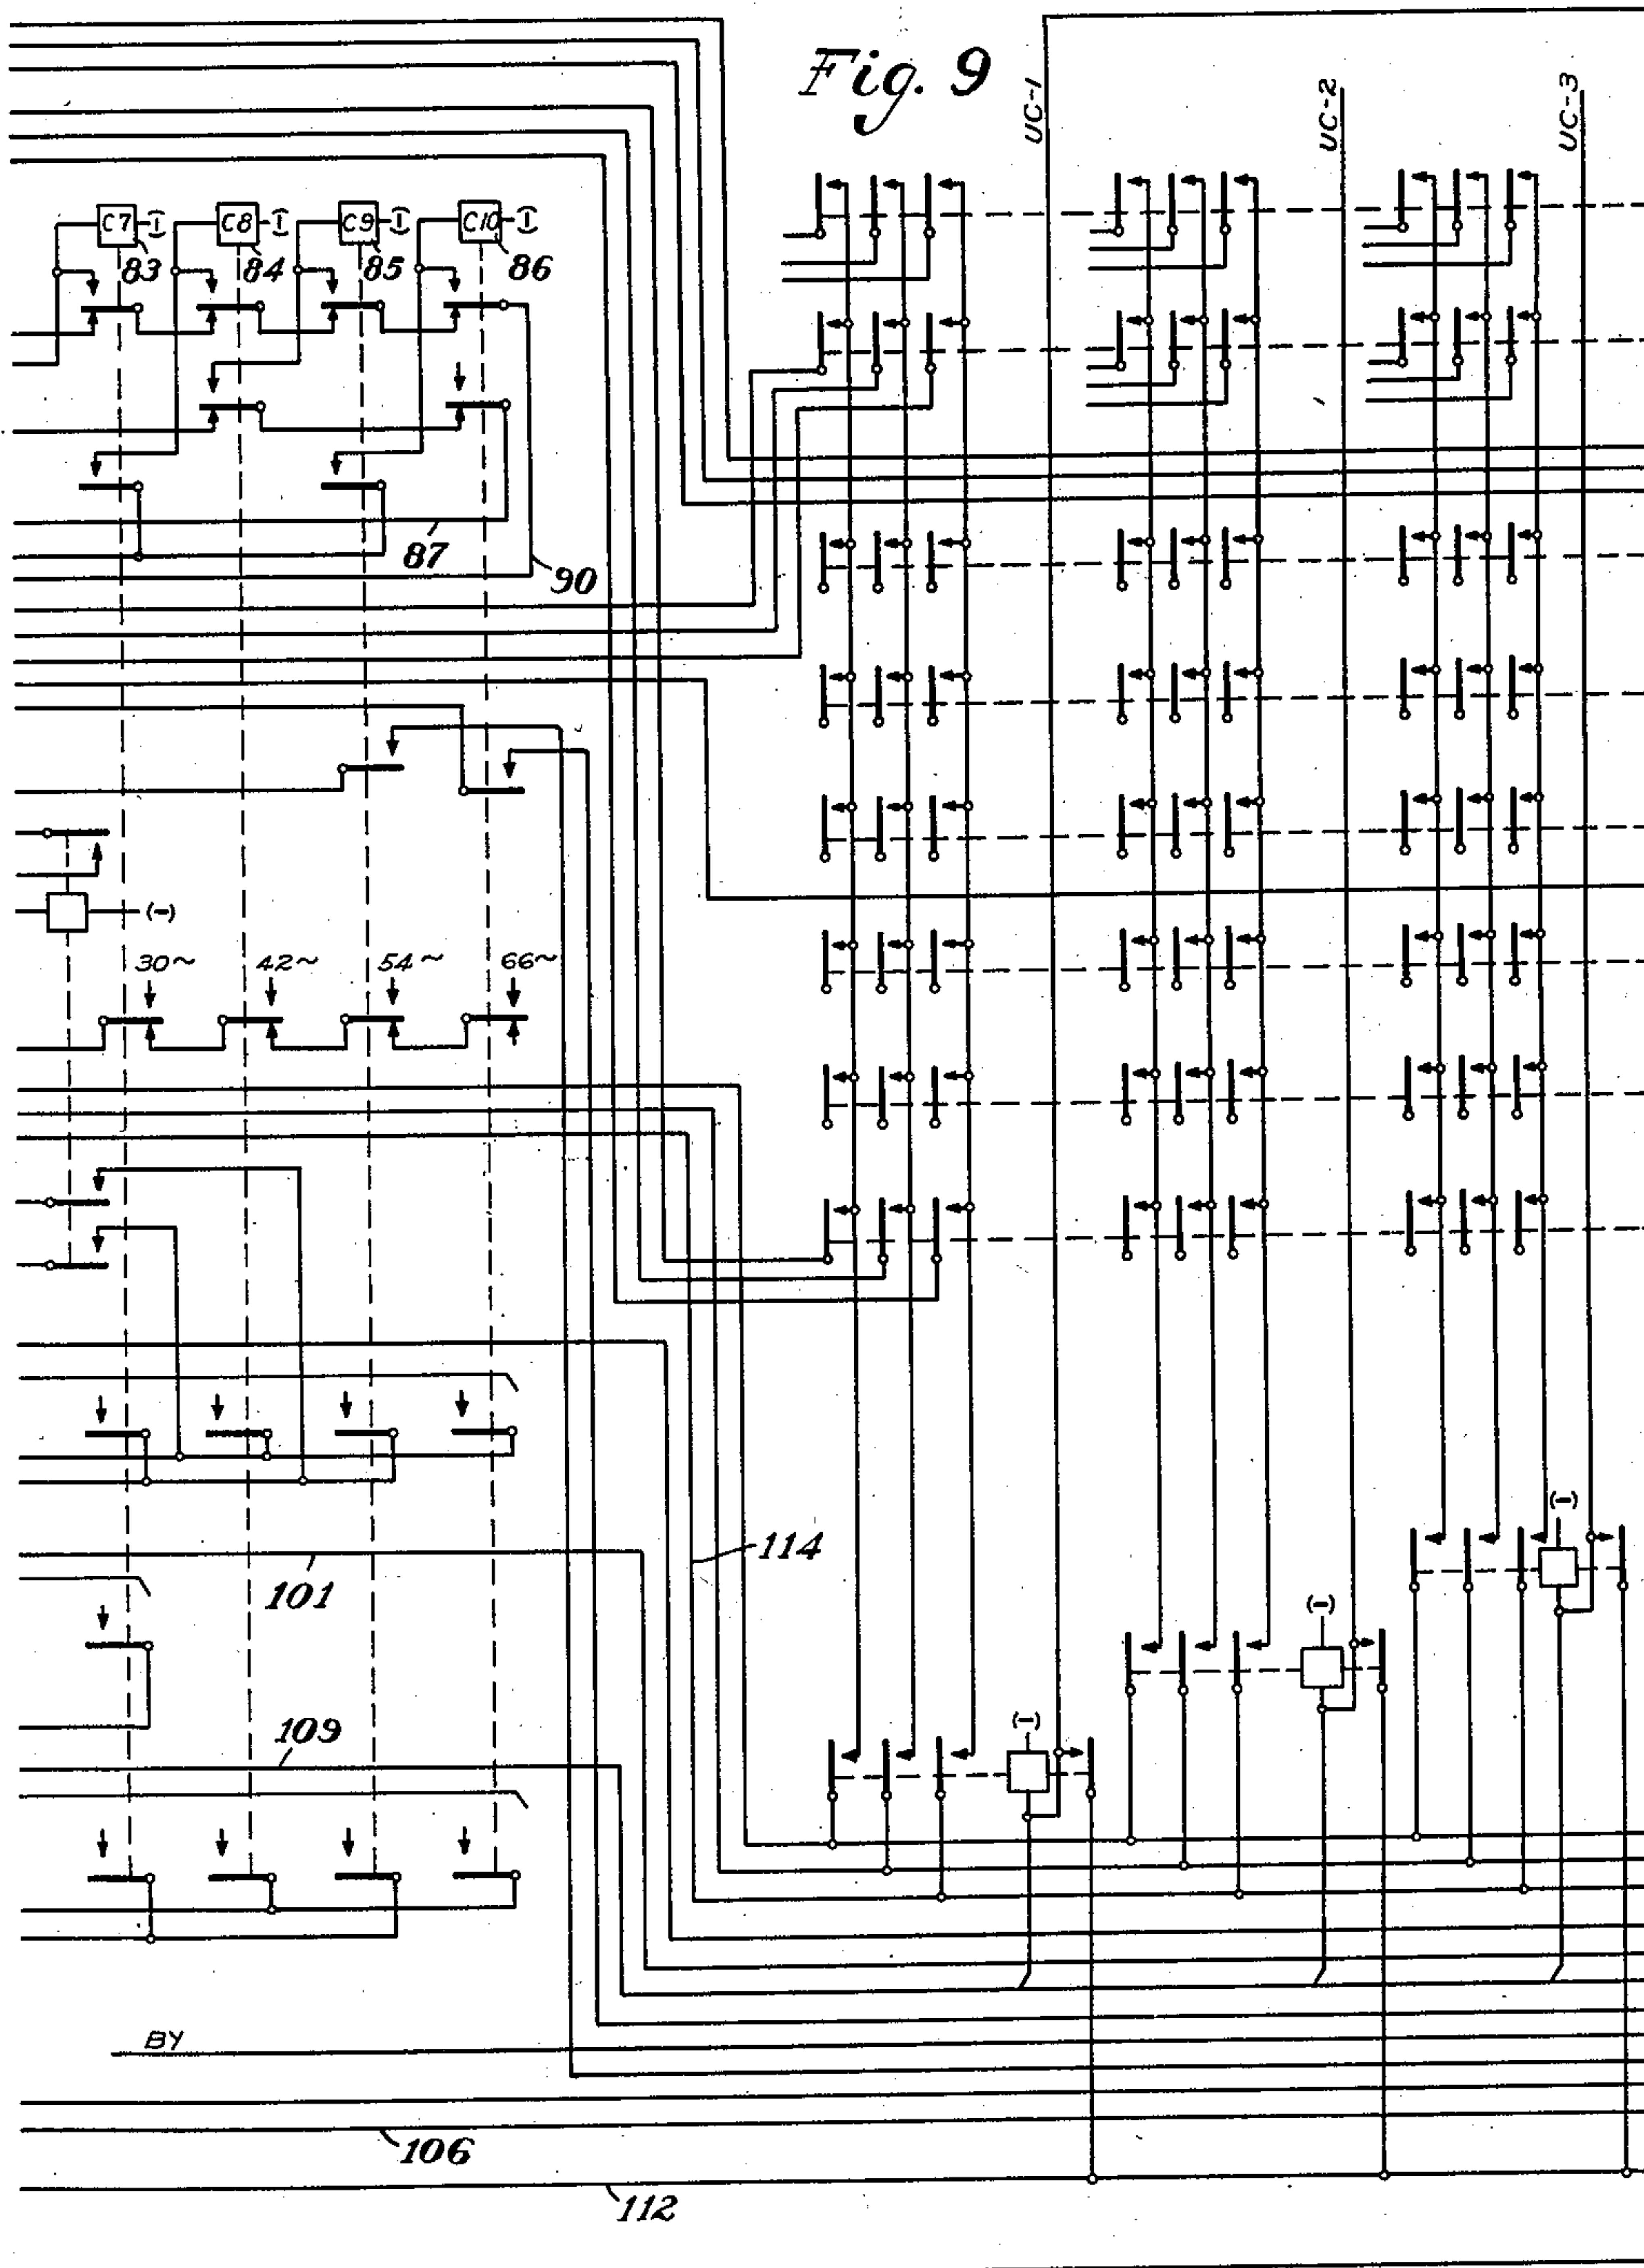 Fig. 9
UC-1
UC-2
UC-3
C7 (-) C8 (-) C9 (-) C10 (-)
83 84 85 86
87
90
(-)
30~ 42~ 54~ 66~
114
101
(-)
(-)
(-)
109
BY
106
112